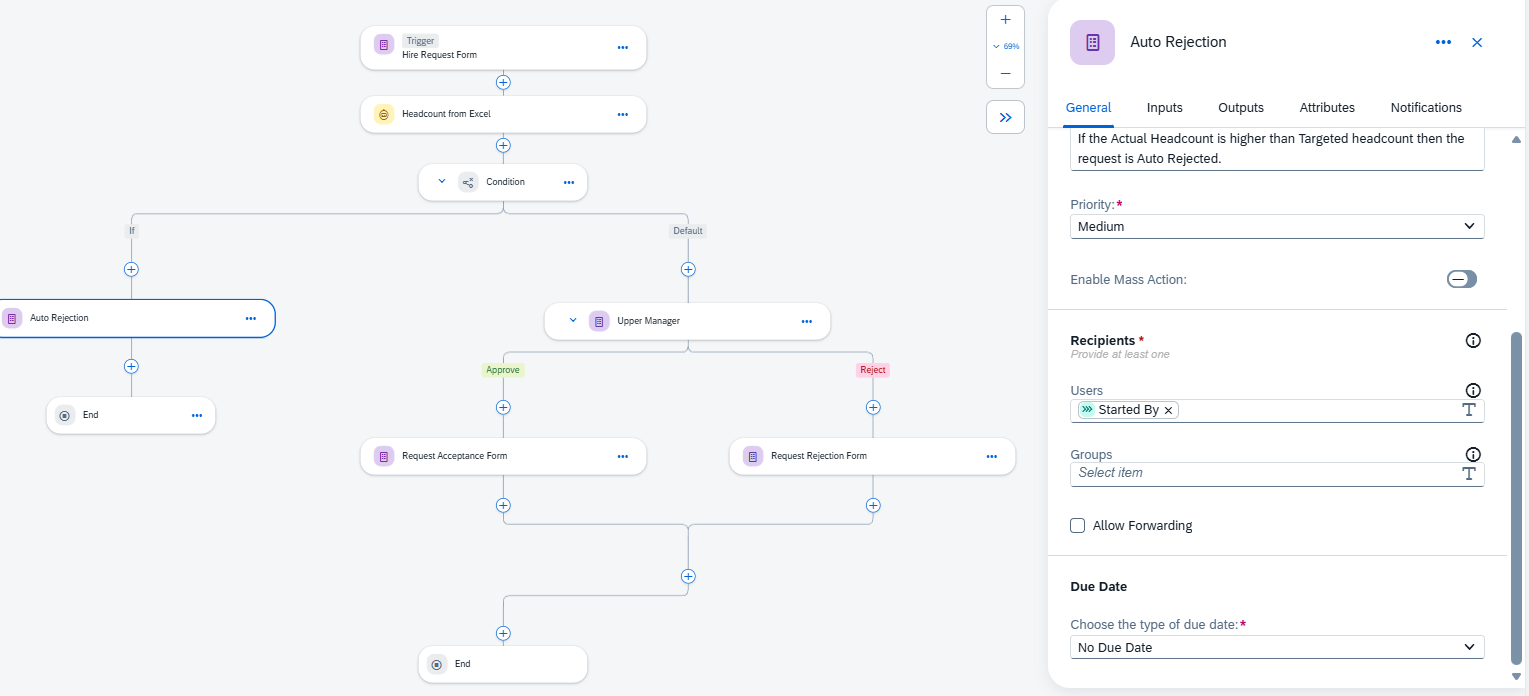 Trigger
Hire Request Form
Headcount from Excel
Condition
If
Default
Auto Rejection
Upper Manager
End
Approve
Reject
Request Acceptance Form
Request Rejection Form
End
69%
Auto Rejection
General
Inputs
Outputs
Attributes
Notifications
If the Actual Headcount is higher than Targeted headcount then the
request is Auto Rejected.
Priority:*
Medium
Enable Mass Action:
Recipients *
Provide at least one
Users
Started By
Groups
Select item
Allow Forwarding
Due Date
Choose the type of due date:*
No Due Date